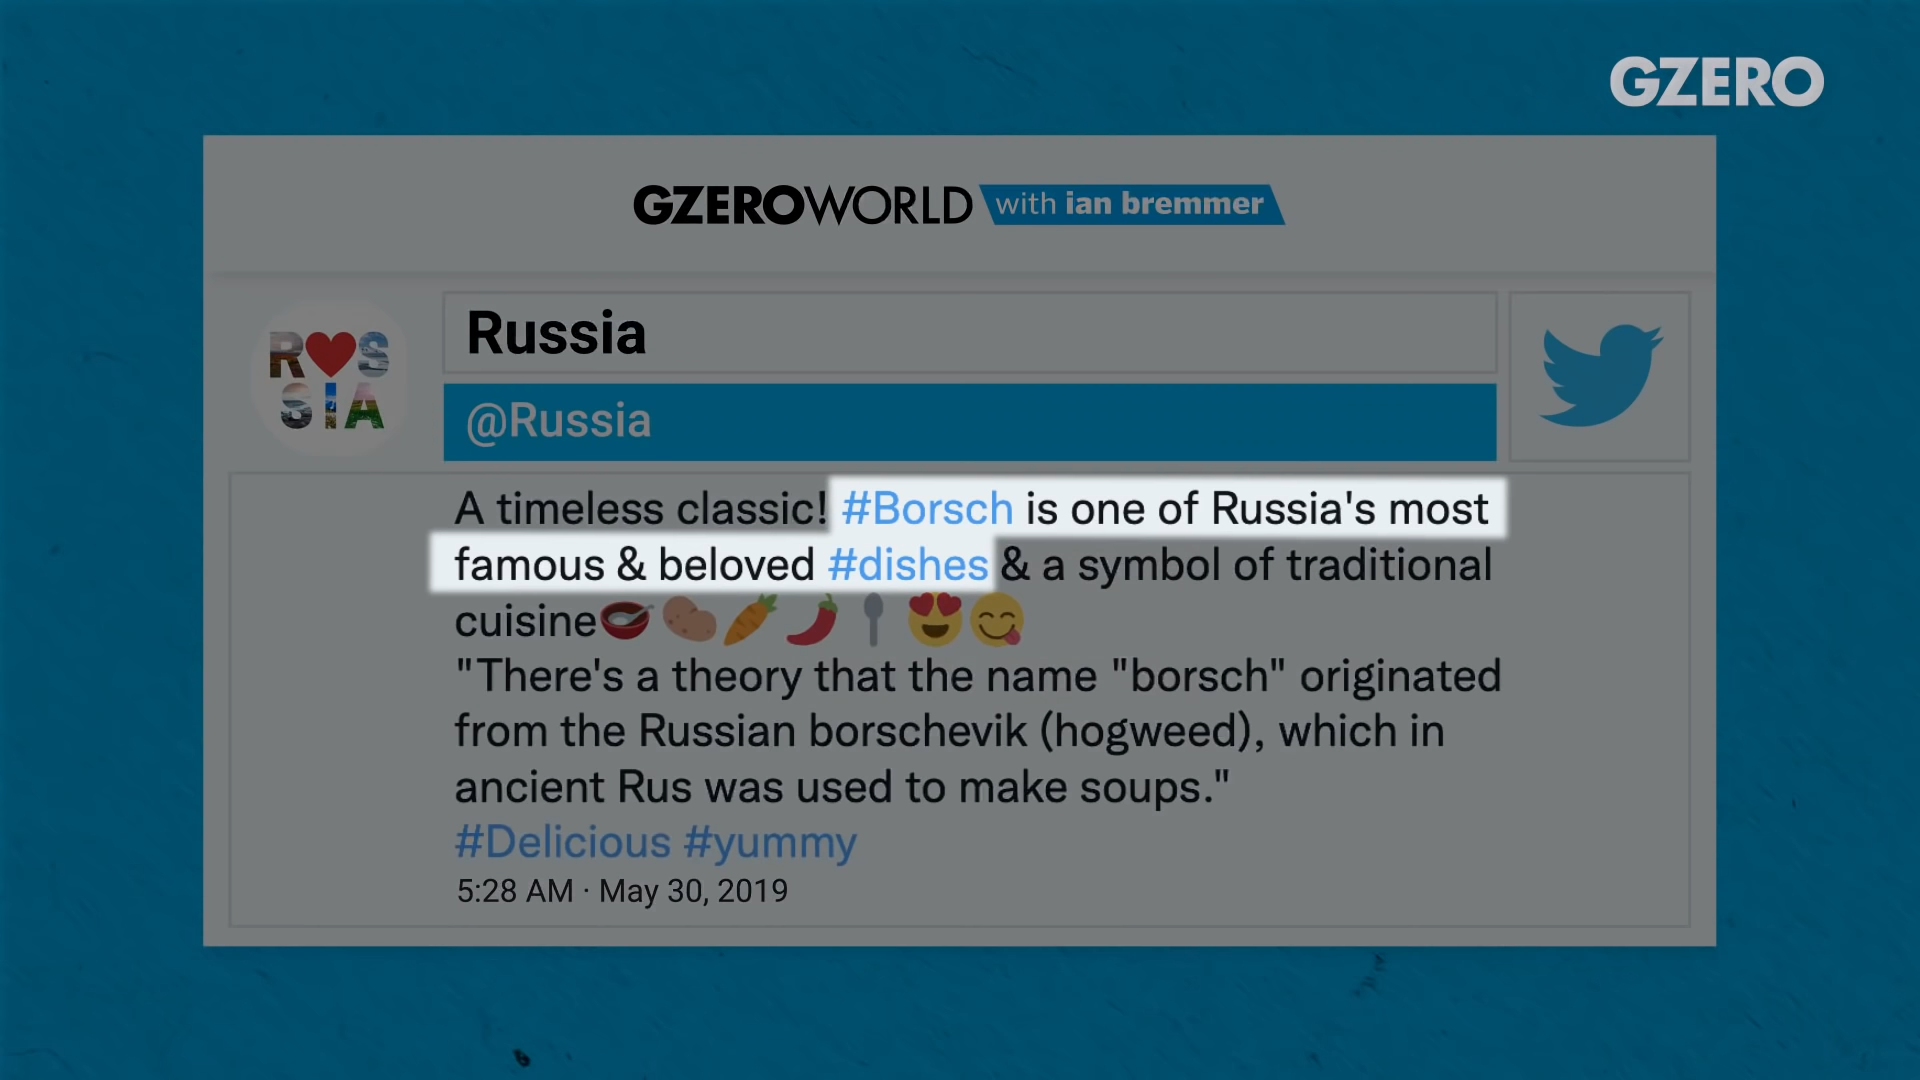 GZERO
GZEROWORLD with ian bremmer
R❤S
SIA
Russia
@Russia
A timeless classic! #Borsch is one of Russia's most
famous & beloved #dishes & a symbol of traditional
cuisine🥣🥔🥕🌶️🥄😍😋
"There's a theory that the name "borsch" originated
from the Russian borschevik (hogweed), which in
ancient Rus was used to make soups."
#Delicious #yummy
5:28 AM · May 30, 2019